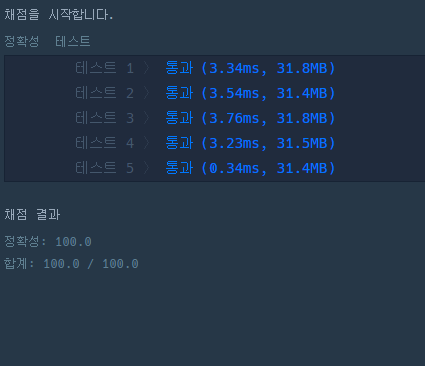 채점을 시작합니다.
정확성 테스트
테스트 1 〉 통과 (3.34ms, 31.8MB)
테스트 2 〉 통과 (3.54ms, 31.4MB)
테스트 3 〉 통과 (3.76ms, 31.8MB)
테스트 4 〉 통과 (3.23ms, 31.5MB)
테스트 5 〉 통과 (0.34ms, 31.4MB)
채점 결과
정확성: 100.0
합계: 100.0 / 100.0